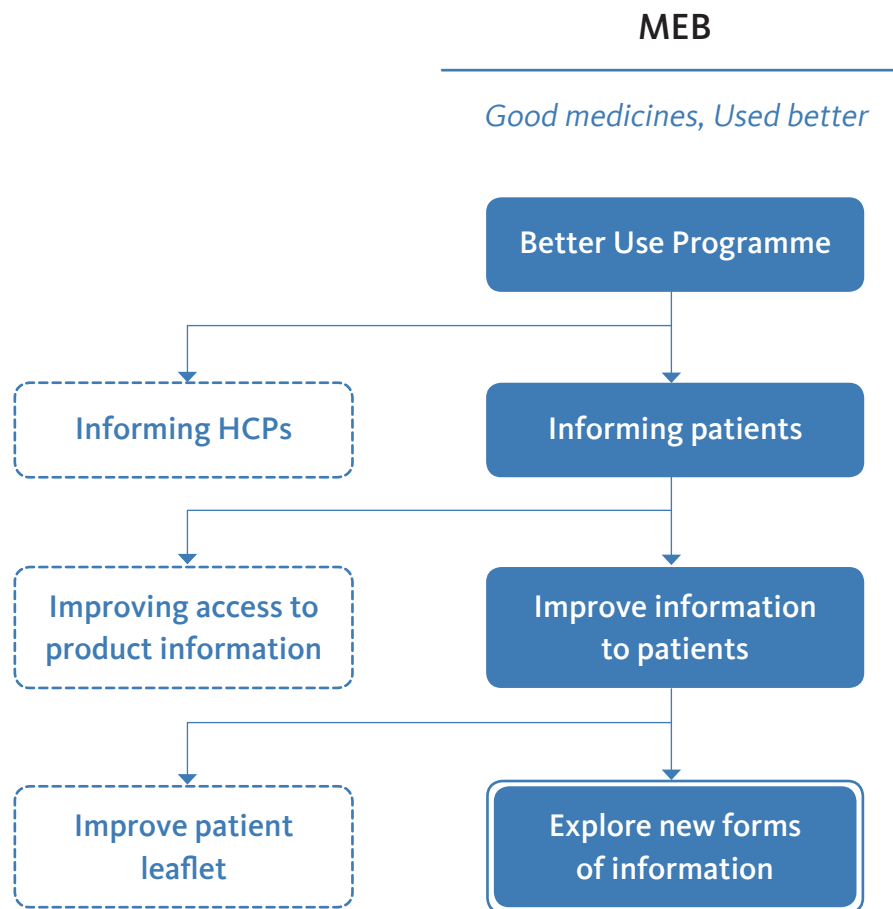 MEB
Good medicines, Used better
Better Use Programme
Informing HCPs
Informing patients
Improving access to
product information
Improve information
to patients
Improve patient
leaflet
Explore new forms
of information